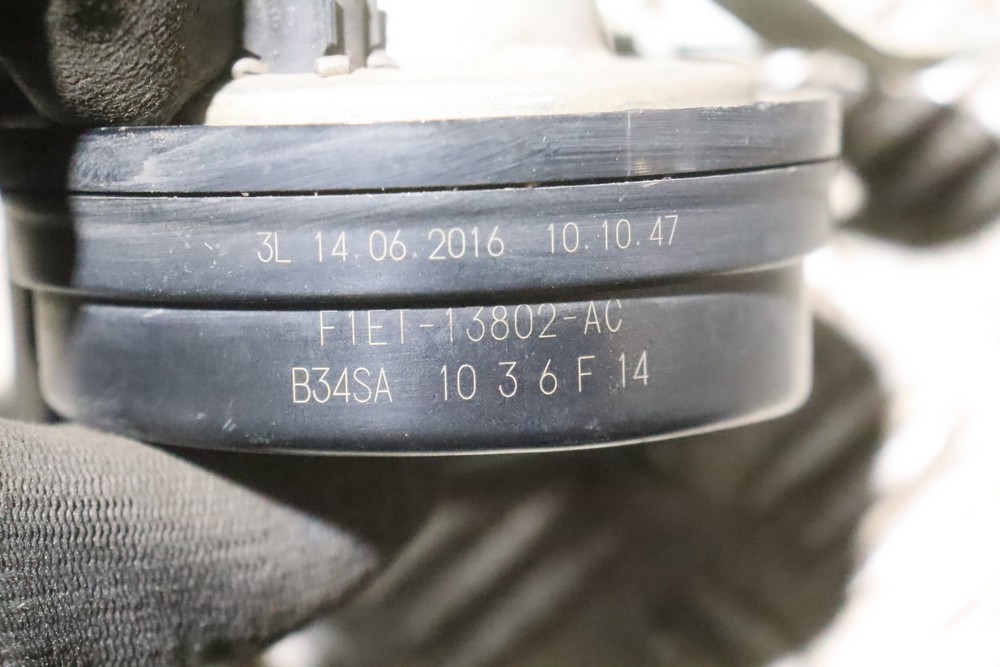 3L 14.06.2016 10.10.47
F1ET-13802-AC
B34SA 10 3 6 F 14